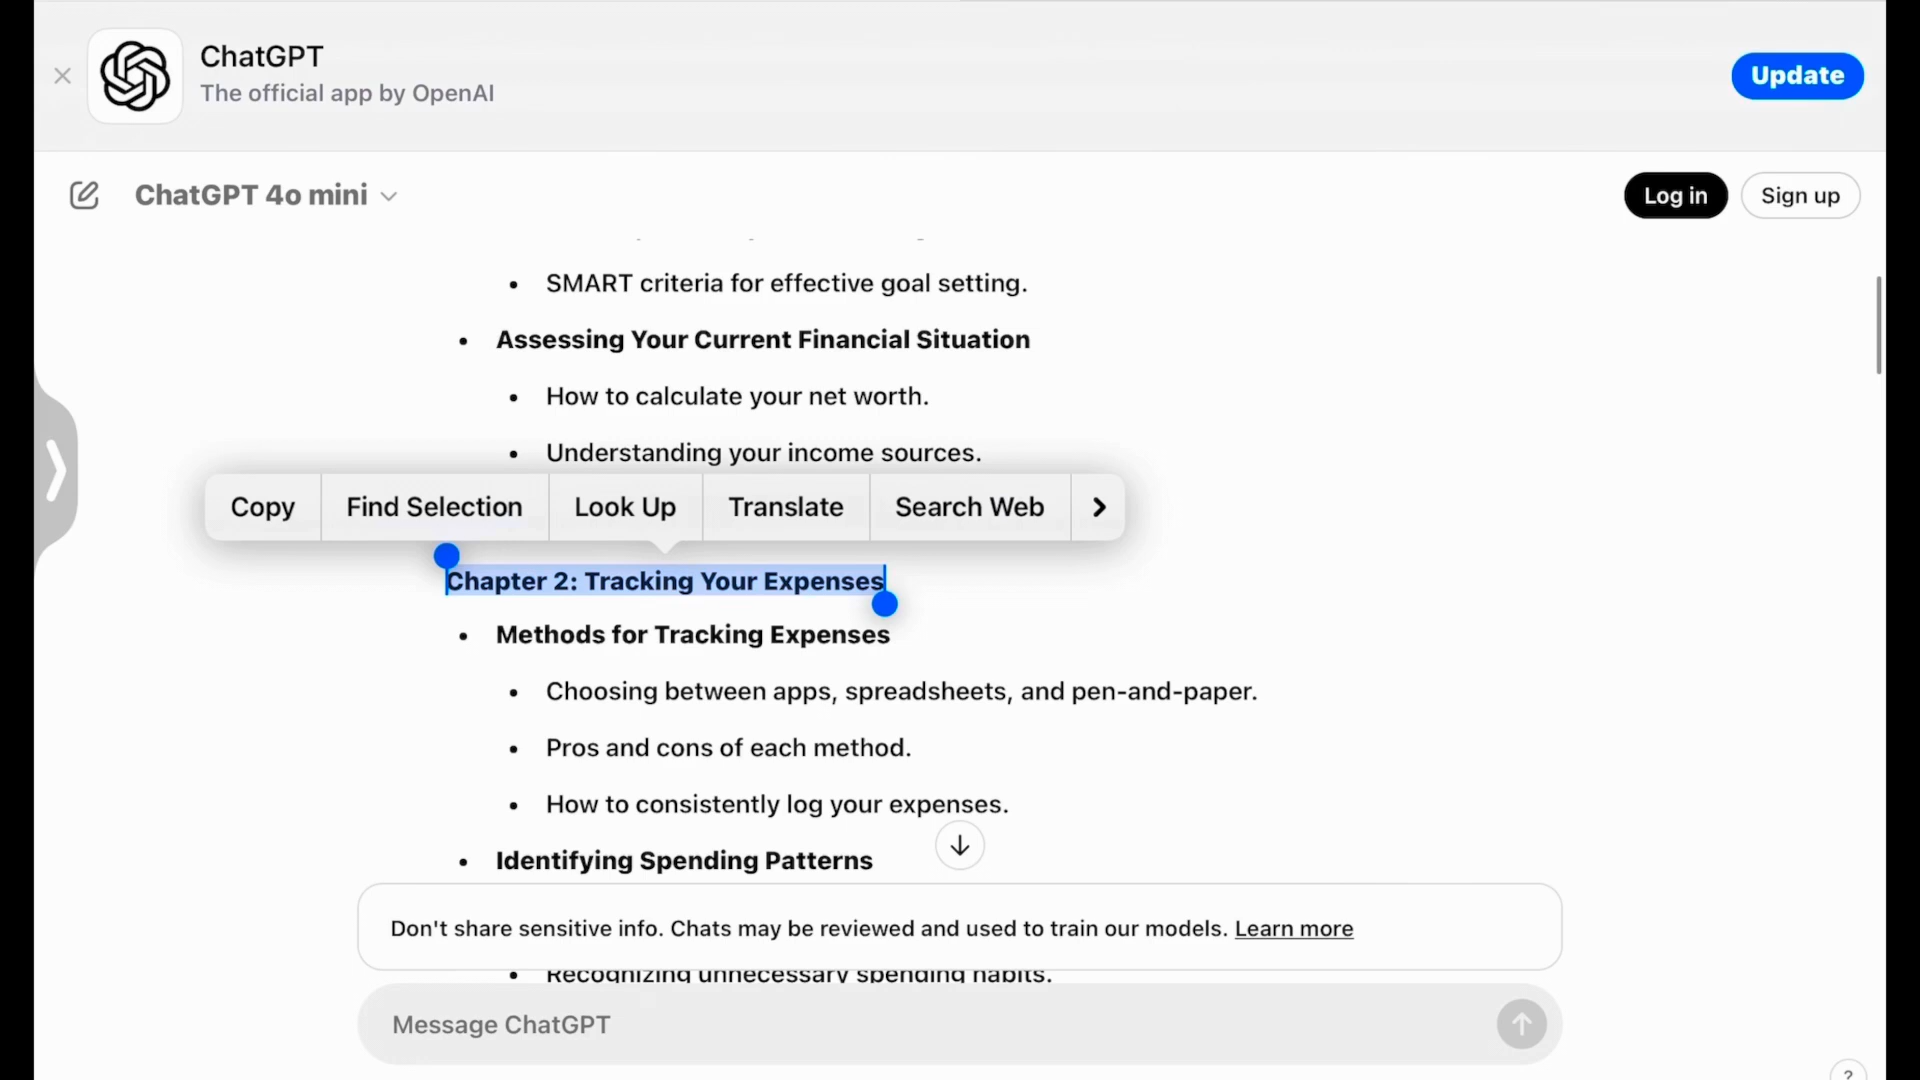 ChatGPT
The official app by OpenAI
Update
ChatGPT 4o mini
Log in
Sign up
• SMART criteria for effective goal setting.
• Assessing Your Current Financial Situation
• How to calculate your net worth.
• Understanding your income sources.
Copy
Find Selection
Look Up
Translate
Search Web
Chapter 2: Tracking Your Expenses
• Methods for Tracking Expenses
• Choosing between apps, spreadsheets, and pen-and-paper.
• Pros and cons of each method.
• How to consistently log your expenses.
• Identifying Spending Patterns
Don't share sensitive info. Chats may be reviewed and used to train our models. Learn more
• Recognizing unnecessary spending habits.
Message ChatGPT
?